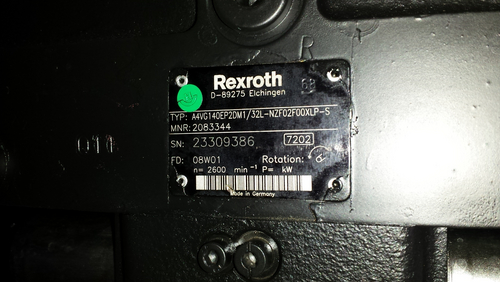 R
Rexroth
68
D-89275 Elchingen
TYP: A4VG140EP2DM1/32L-NZF02F00XLP-S
MNR: 2083344
SN: 23309386 7202
FD: 08W01 Rotation:
n= 2600 min⁻¹ P= kW
Made in Germany